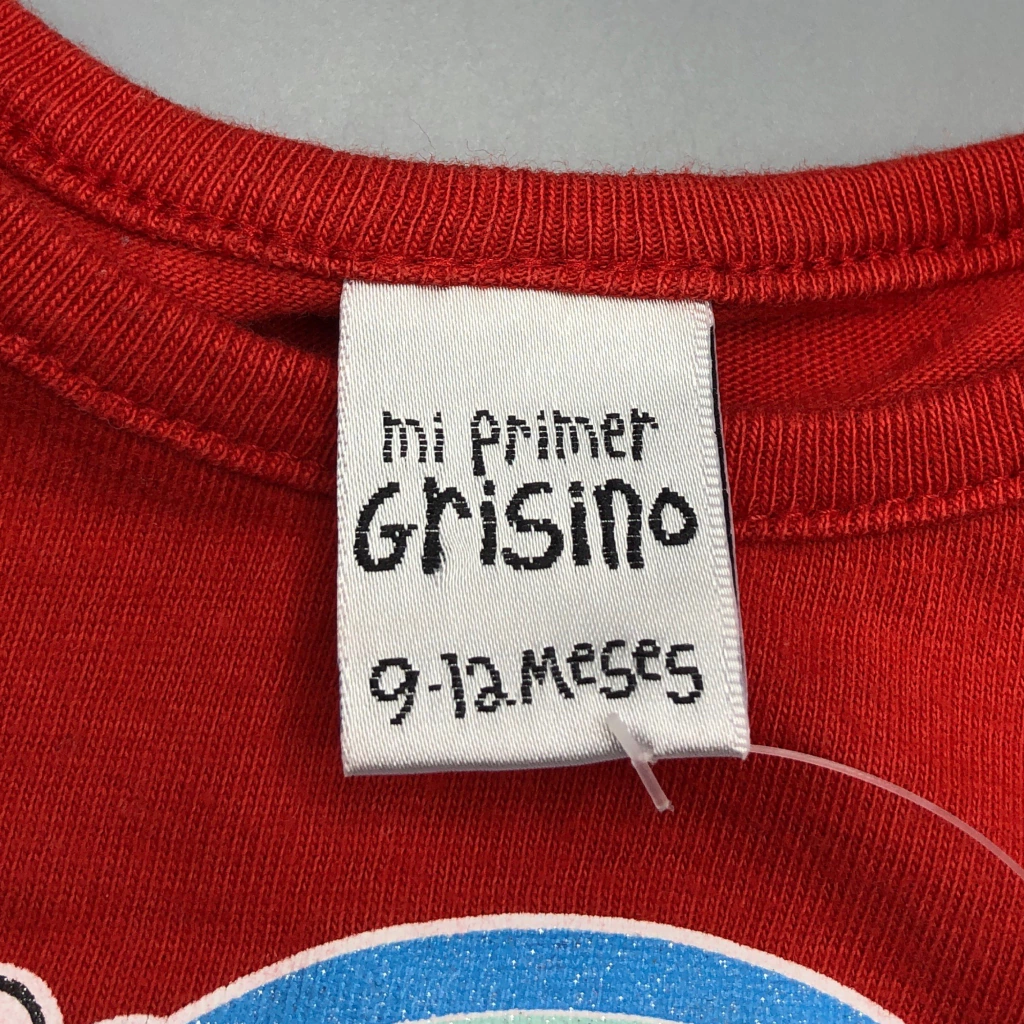 mi primer
Grisino
9-12 Meses